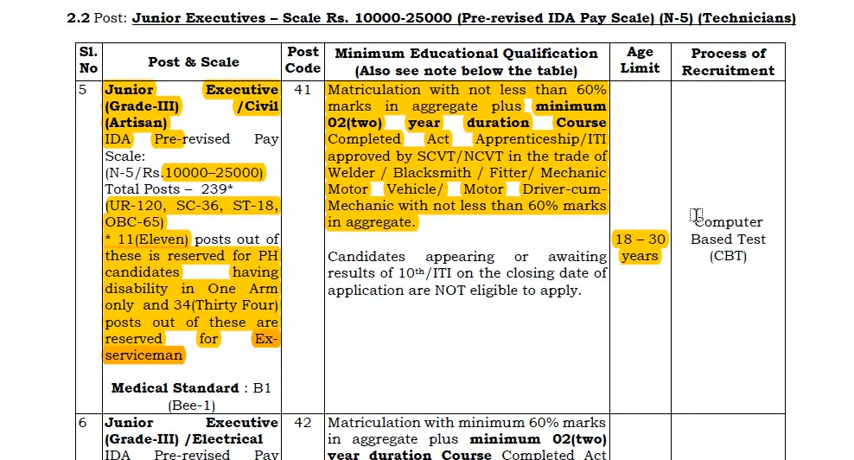 2.2 Post: Junior Executives – Scale Rs. 10000-25000 (Pre-revised IDA Pay Scale) (N-5) (Technicians)
Sl. No
Post & Scale
Post Code
Minimum Educational Qualification
(Also see note below the table)
Age Limit
Process of Recruitment
5
Junior Executive
(Grade-III) /Civil
(Artisan)
IDA Pre-revised Pay
Scale:
(N-5/Rs.10000–25000)
Total Posts – 239*
(UR-120, SC-36, ST-18,
OBC-65)
* 11(Eleven) posts out of
these is reserved for PH
candidates having
disability in One Arm
only and 34(Thirty Four)
posts out of these are
reserved for Ex-
serviceman
Medical Standard : B1
(Bee-1)
41
Matriculation with not less than 60%
marks in aggregate plus minimum
02(two) year duration Course
Completed Act Apprenticeship/ITI
approved by SCVT/NCVT in the trade of
Welder / Blacksmith / Fitter/ Mechanic
Motor Vehicle/ Motor Driver-cum-
Mechanic with not less than 60% marks
in aggregate.
Candidates appearing or awaiting
results of 10th/ITI on the closing date of
application are NOT eligible to apply.
18 – 30
years
Computer
Based Test
(CBT)
6
Junior Executive
(Grade-III) /Electrical
IDA Pre-revised Pay
42
Matriculation with minimum 60% marks
in aggregate plus minimum 02(two)
year duration Course Completed Act